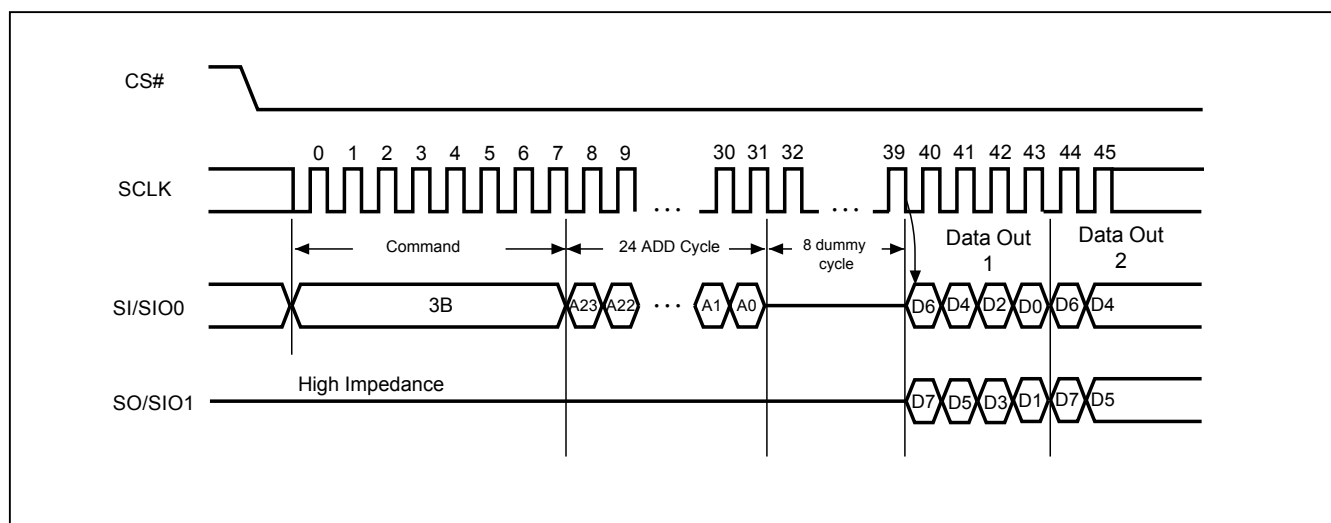 CS#
0 1 2 3 4 5 6 7 8 9 30 31 32 39 40 41 42 43 44 45
SCLK
... ...
Command 24 ADD Cycle 8 dummy cycle Data Out 1 Data Out 2
SI/SIO0 3B A23 A22 ... A1 A0 D6 D4 D2 D0 D6 D4
High Impedance
SO/SIO1 D7 D5 D3 D1 D7 D5